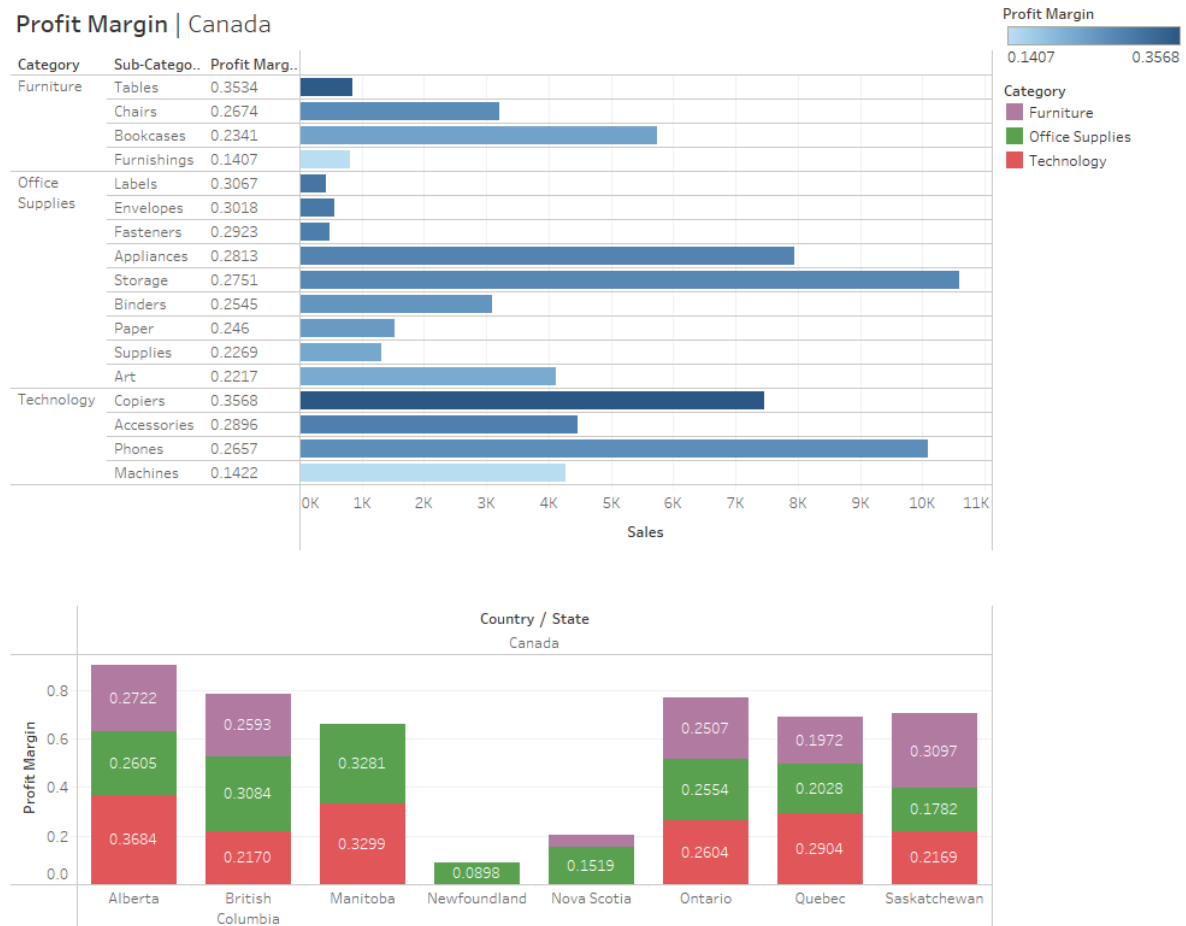 Profit Margin | Canada
Category Sub-Catego.. Profit Marg..
Furniture Tables 0.3534
Chairs 0.2674
Bookcases 0.2341
Furnishings 0.1407
Office Supplies Labels 0.3067
Envelopes 0.3018
Fasteners 0.2923
Appliances 0.2813
Storage 0.2751
Binders 0.2545
Paper 0.246
Supplies 0.2269
Art 0.2217
Technology Copiers 0.3568
Accessories 0.2896
Phones 0.2657
Machines 0.1422
0K 1K 2K 3K 4K 5K 6K 7K 8K 9K 10K 11K
Sales
Profit Margin
0.1407 0.3568
Category
Furniture
Office Supplies
Technology
Country / State
Canada
Profit Margin
0.8
0.6
0.4
0.2
0.0
0.2722 0.2593 0.2507 0.1972 0.3097
0.2605 0.3084 0.3281 0.0898 0.1519 0.2554 0.2028 0.1782
0.3684 0.2170 0.3299 0.2604 0.2904 0.2169
Alberta British Columbia Manitoba Newfoundland Nova Scotia Ontario Quebec Saskatchewan